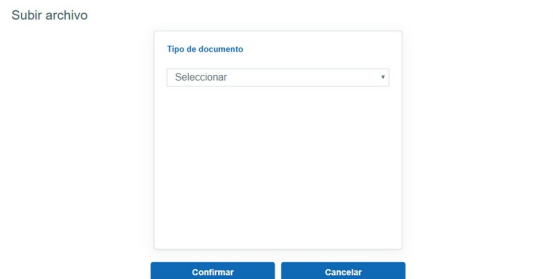 Subir archivo
Tipo de documento
Seleccionar
Confirmar
Cancelar